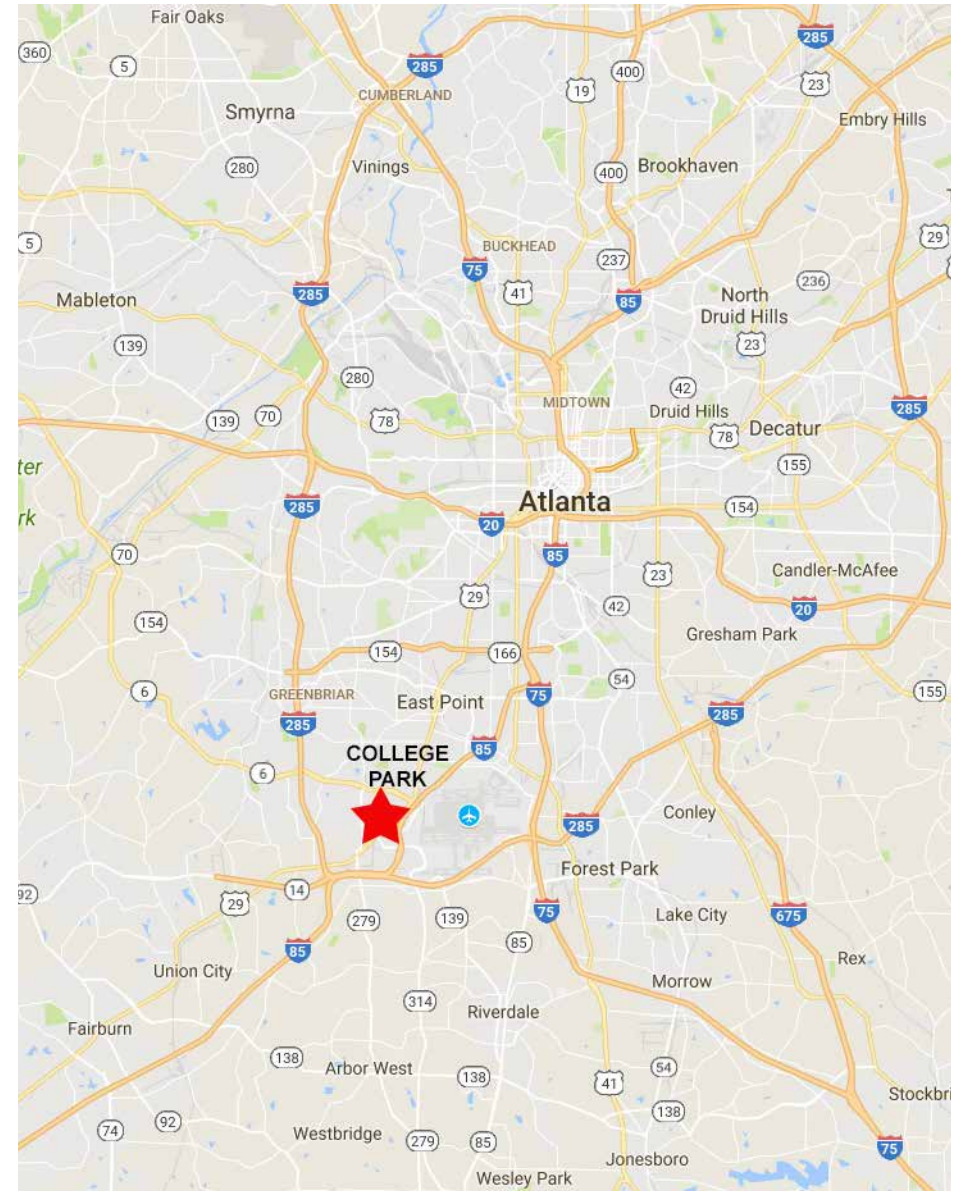 Fair Oaks
285
360
5
285
400
23
CUMBERLAND
19
Smyrna
Embry Hills
280
Vinings
400
Brookhaven
5
29
BUCKHEAD
237
75
41
236
285
85
Mableton
North
Druid Hills
139
23
280
42
MIDTOWN
285
139
70
78
Druid Hills
78
Decatur
155
ter
rk
285
Atlanta
154
20
70
85
23
Candler-McAfee
29
42
20
154
Gresham Park
154
166
54
6
GREENBRIAR
East Point
75
155
285
285
85
COLLEGE
PARK
6
Conley
285
Forest Park
92
14
29
279
139
75
Lake City
675
85
85
Union City
Rex
Morrow
314
Riverdale
Fairburn
138
Arbor West
138
54
41
Stockbri
74
92
138
Westbridge
279
85
75
Jonesboro
Wesley Park